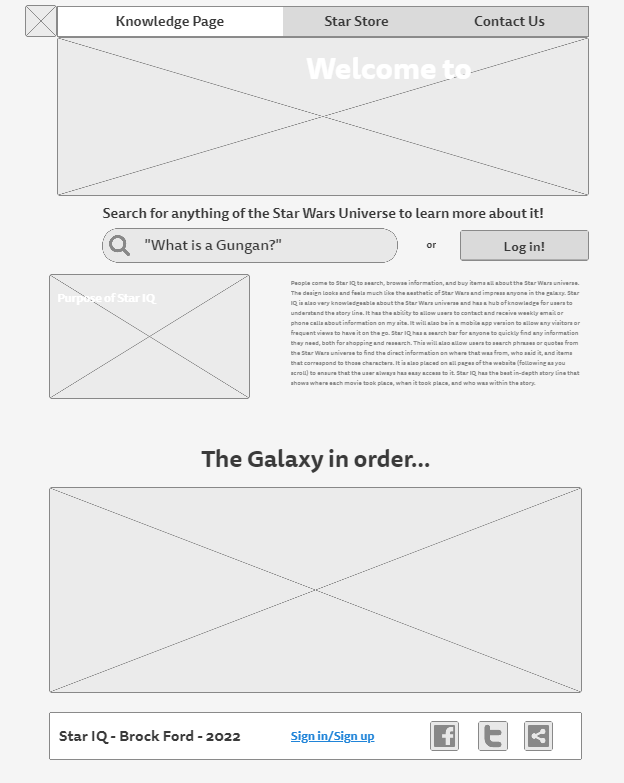 Knowledge Page Star Store Contact Us
Welcome to
Search for anything of the Star Wars Universe to learn more about it!
"What is a Gungan?" or Log in!
Purpose of Star IQ
People come to Star IQ to search, browse information, and buy items all about the Star Wars universe.
The design looks and feels much like the aesthetic of Star Wars and impress anyone in the galaxy. Star
IQ is also very knowledgeable about the Star Wars universe and has a hub of knowledge for users to
understand the story line. It has the ability to allow users to contact and receive weekly email or
phone calls about information on my site. It will also be in a mobile app version to allow any visitors or
frequent views to have it on the go. Star IQ has a search bar for anyone to quickly find any information
they need, both for shopping and research. This will also allow users to search phrases or quotes from
the Star Wars universe to find the direct information on where that was from, who said it, and items
that correspond to those characters. It is also placed on all pages of the website (following as you
scroll) to ensure that the user always has easy access to it. Star IQ has the best in-depth story line that
shows where each movie took place, when it took place, and who was within the story.
The Galaxy in order...
Star IQ - Brock Ford - 2022 Sign in/Sign up